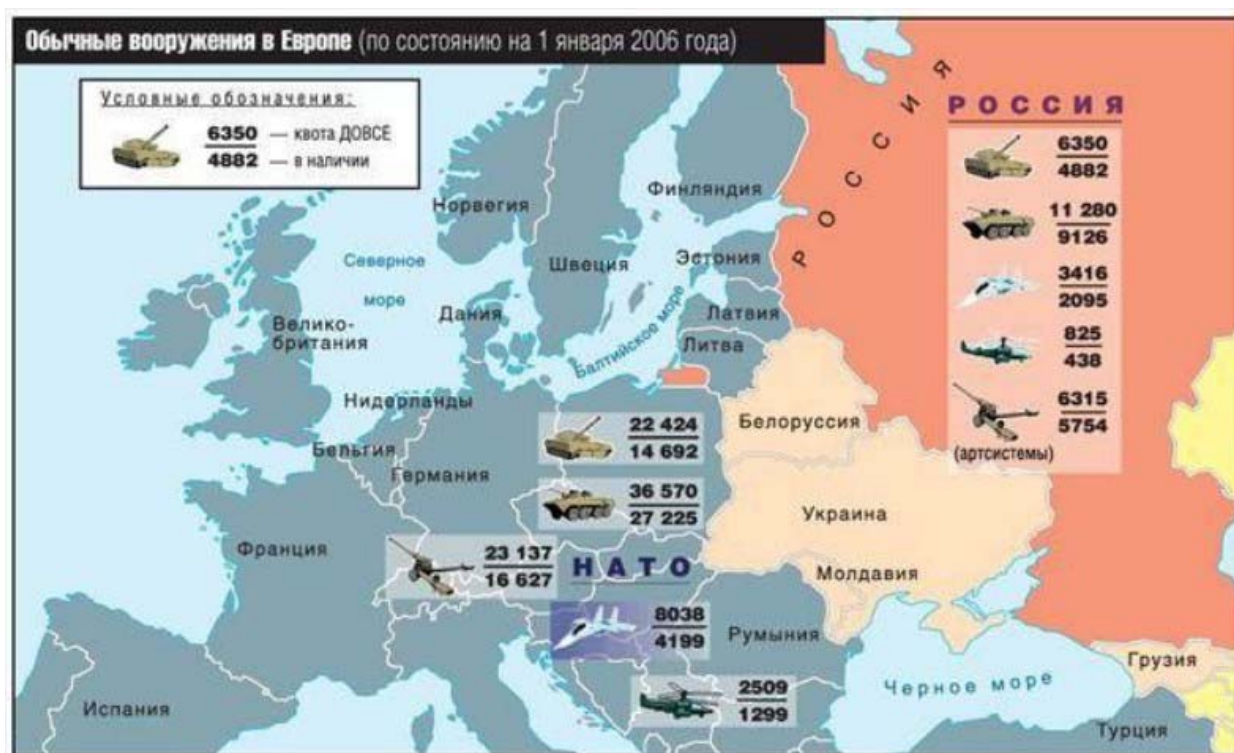 Обычные вооружения в Европе (по состоянию на 1 января 2006 года)
Условные обозначения:
6350 — квота ДОВСЕ
4882 — в наличии
РОССИЯ
РОССИЯ
6350
4882
11 280
9126
3416
2095
825
438
6315
5754
(артсистемы)
Норвегия
Финляндия
Швеция
Эстония
Северное
море
Дания
Балтийское море
Латвия
Литва
Велико-
британия
Нидерланды
Бельгия
Германия
Белоруссия
22 424
14 692
36 570
27 225
Украина
Франция
23 137
16 627
НАТО
Молдавия
8038
4199
Румыния
Грузия
2509
1299
Черное море
Испания
Турция